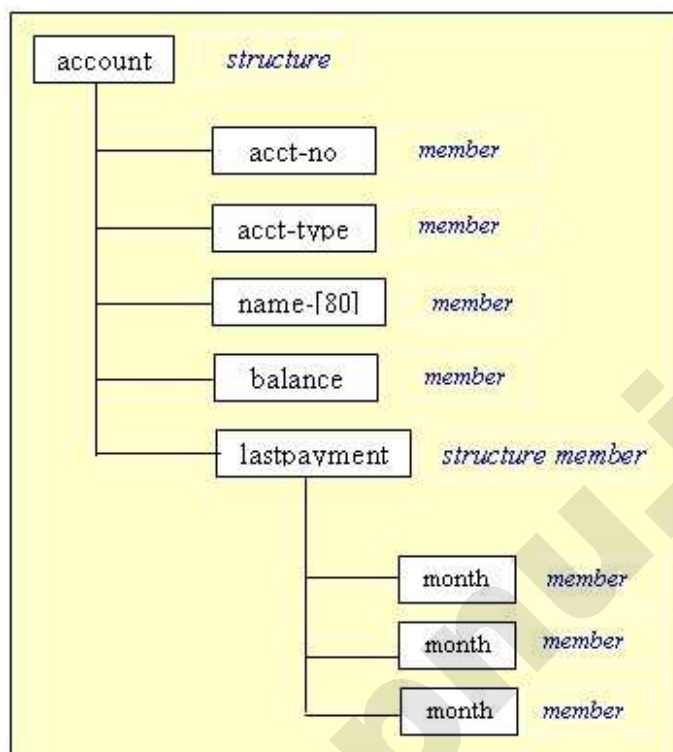 account structure
acct-no member
acct-type member
name-[80] member
balance member
lastpayment structure member
month member
month member
month member